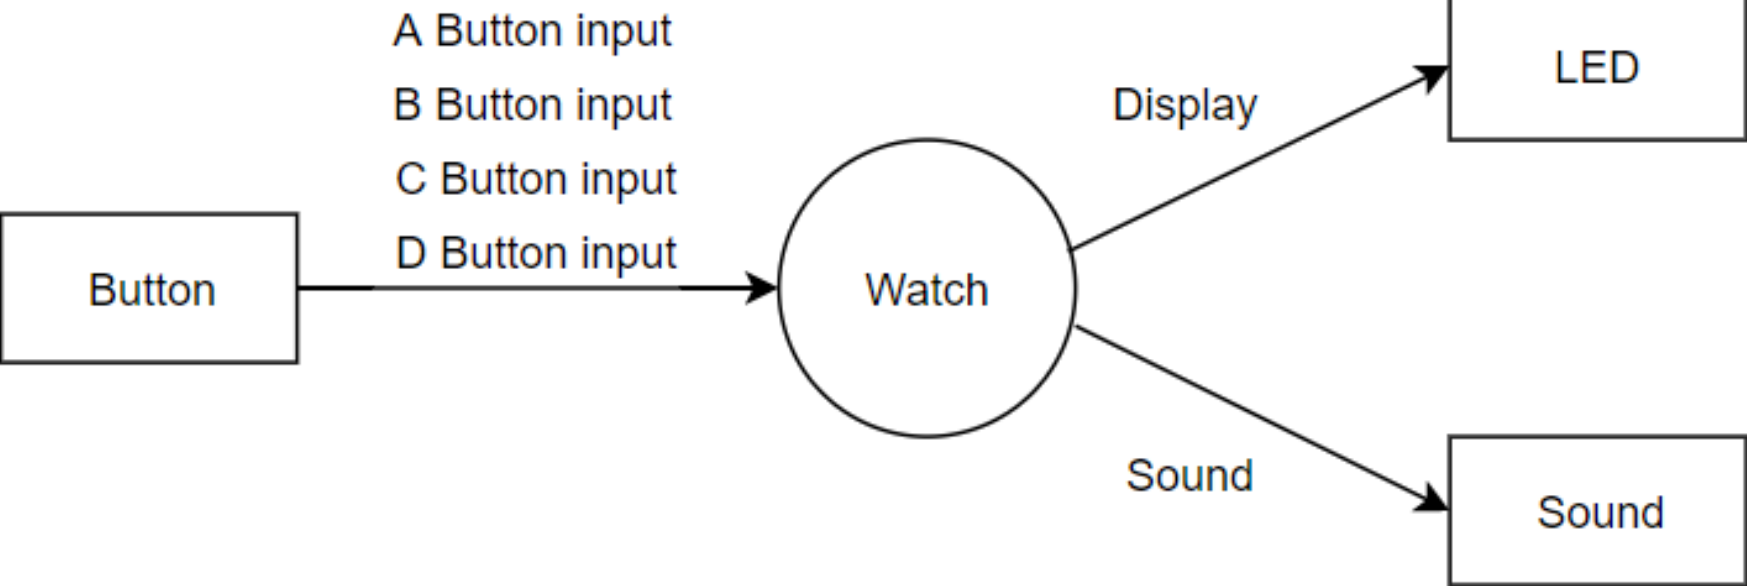 A Button input
B Button input
C Button input
D Button input
Button
Watch
Display
LED
Sound
Sound